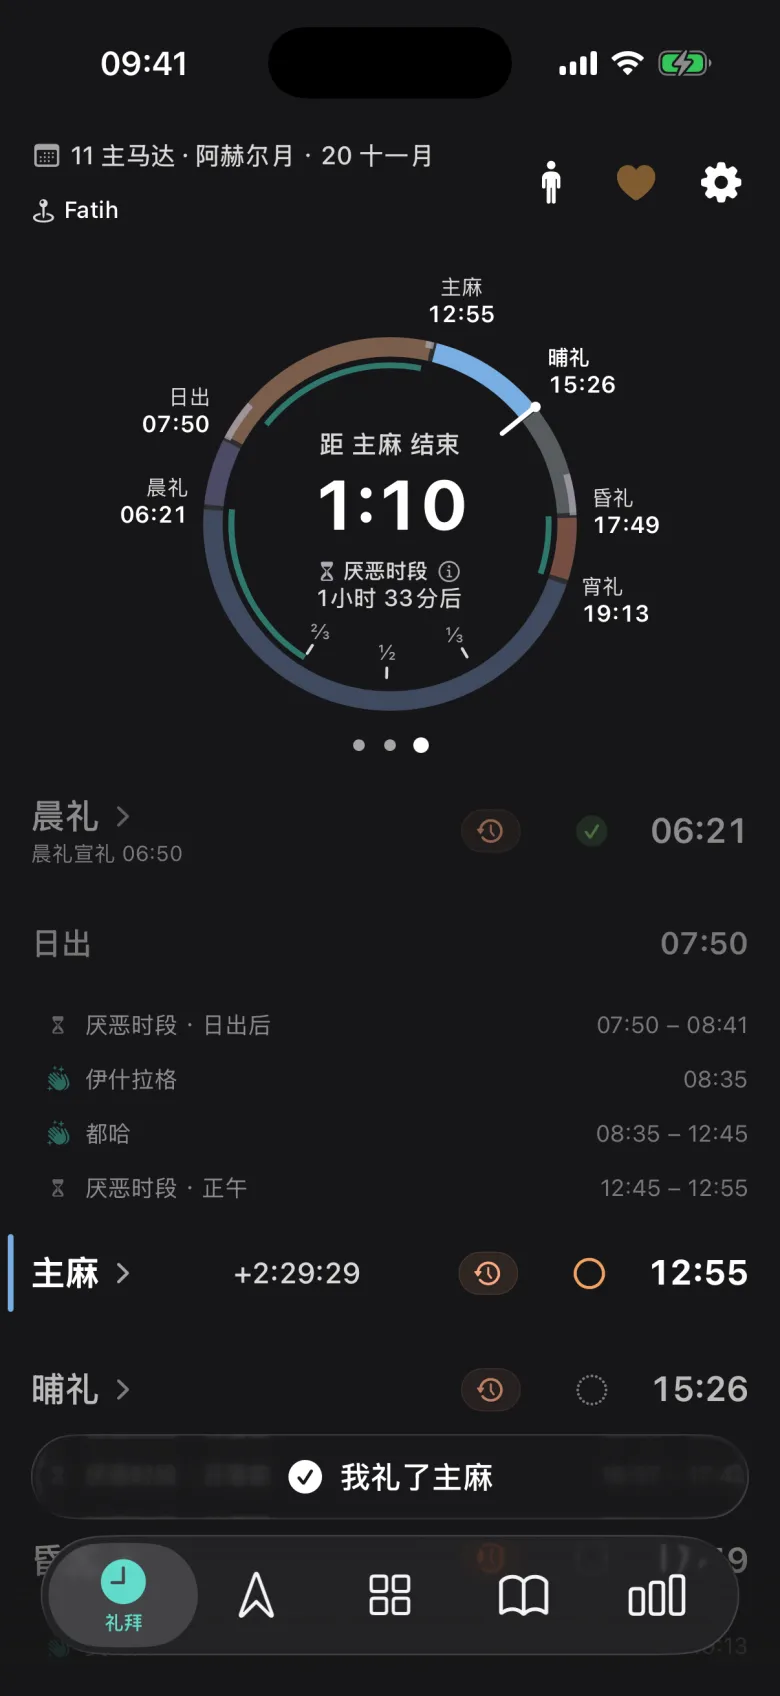 09:41
11 主马达 · 阿赫尔月 · 20 十一月
Fatih
主麻
12:55
晡礼
15:26
日出
07:50
晨礼
06:21
昏礼
17:49
宵礼
19:13
距 主麻 结束
1:10
厌恶时段
1小时 33分后
⅔
½
⅓
晨礼
06:21
晨礼宣礼 06:50
日出
07:50
厌恶时段 · 日出后
07:50 – 08:41
伊什拉格
08:35
都哈
08:35 – 12:45
厌恶时段 · 正午
12:45 – 12:55
主麻
+2:29:29
12:55
晡礼
15:26
我礼了主麻
礼拜